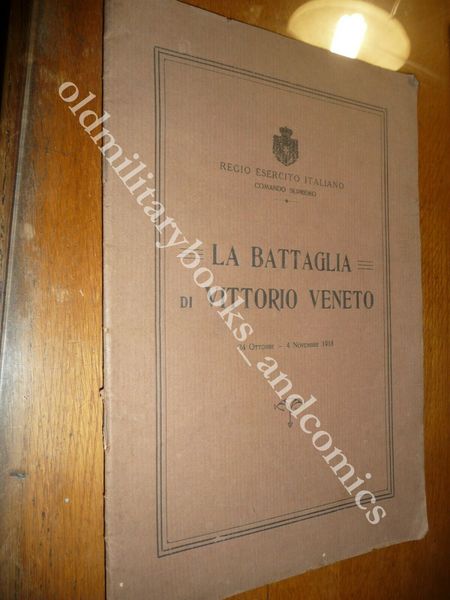 REGIO ESERCITO ITALIANO
COMANDO SUPREMO
LA BATTAGLIA
DI VITTORIO VENETO
24 OTTOBRE - 4 NOVEMBRE 1918
oldmilitarybooks_andcomics